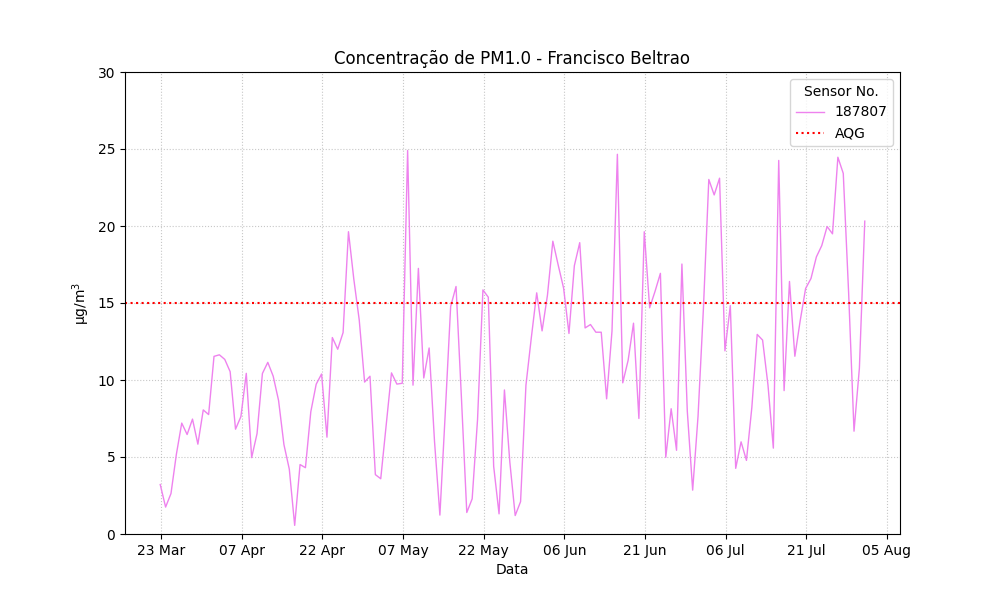 Concentração de PM1.0 - Francisco Beltrao
Sensor No.
187807
AQG
30
25
20
15
10
5
0
µg/m³
23 Mar 07 Apr 22 Apr 07 May 22 May 06 Jun 21 Jun 06 Jul 21 Jul 05 Aug
Data